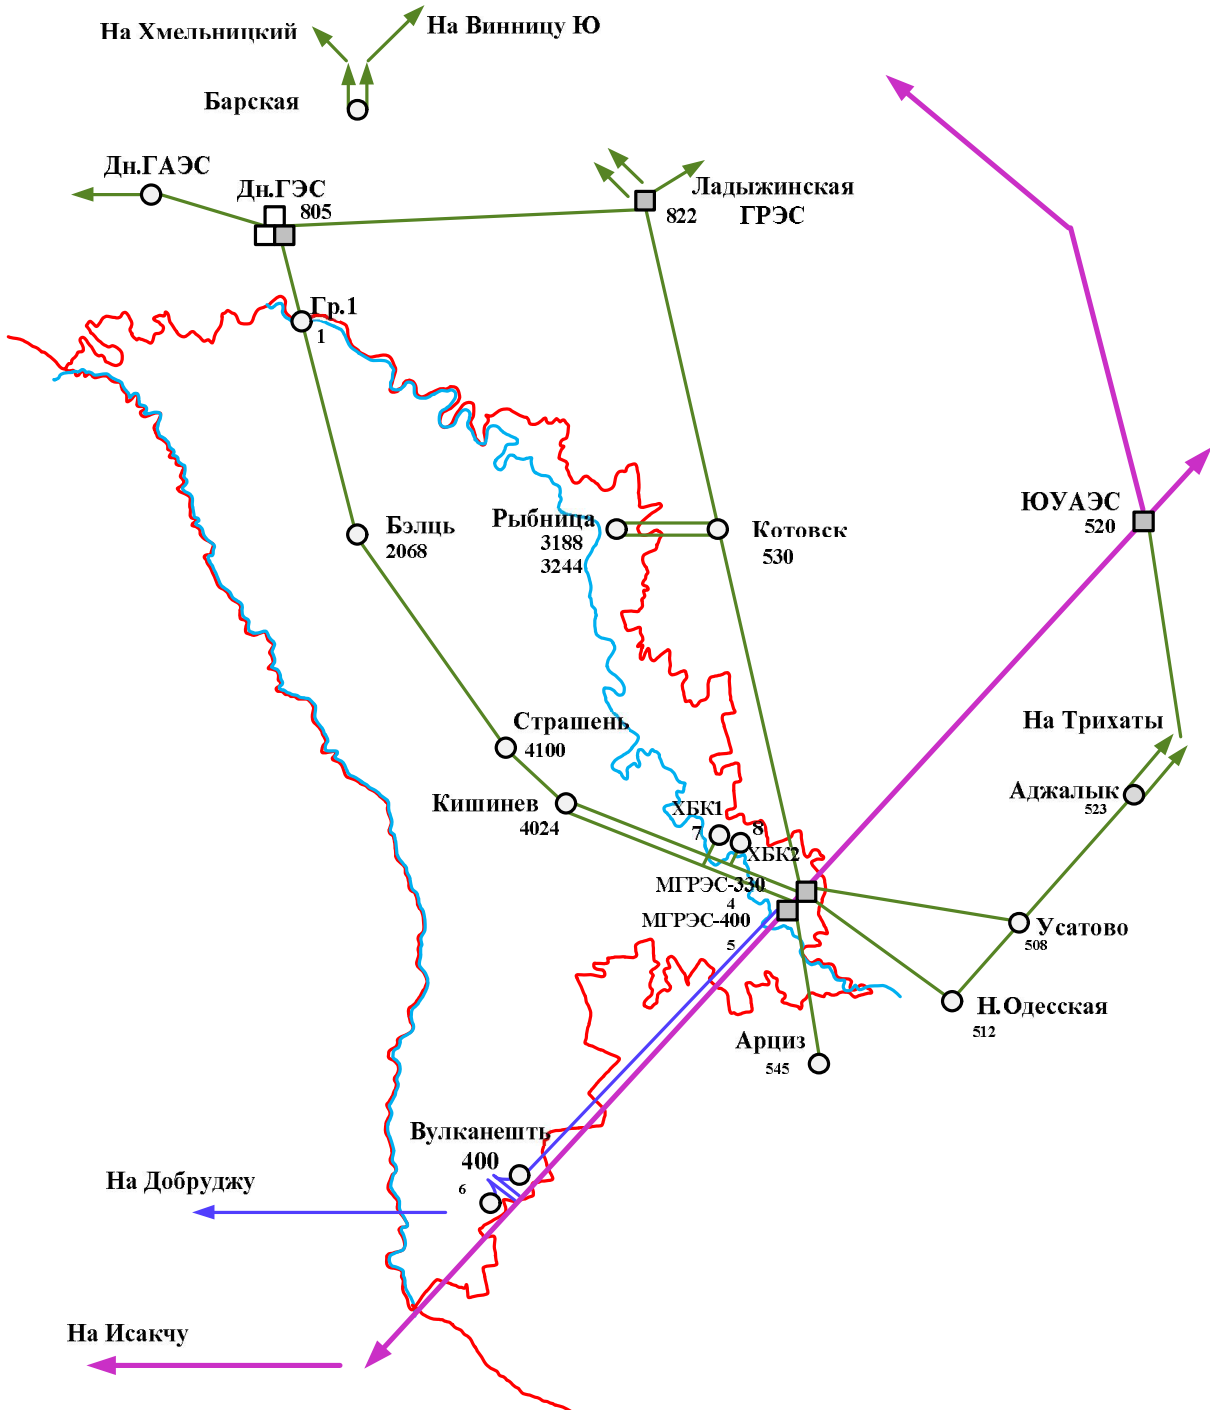 На Хмельницкий
На Винницу Ю
Барская
Дн.ГАЭС
Дн.ГЭС
805
Ладыжинская
822
ГРЭС
Гр.1
1
ЮУАЭС
520
Бэлць
2068
Рыбница
3188
3244
Котовск
530
Страшень
4100
На Трихаты
Аджалык
523
Кишинев
4024
ХБК1
7
8
ХБК2
МГРЭС-330
4
МГРЭС-400
5
Усатово
508
Н.Одесская
512
Арциз
545
Вулканешть
400
6
На Добруджу
На Исакчу